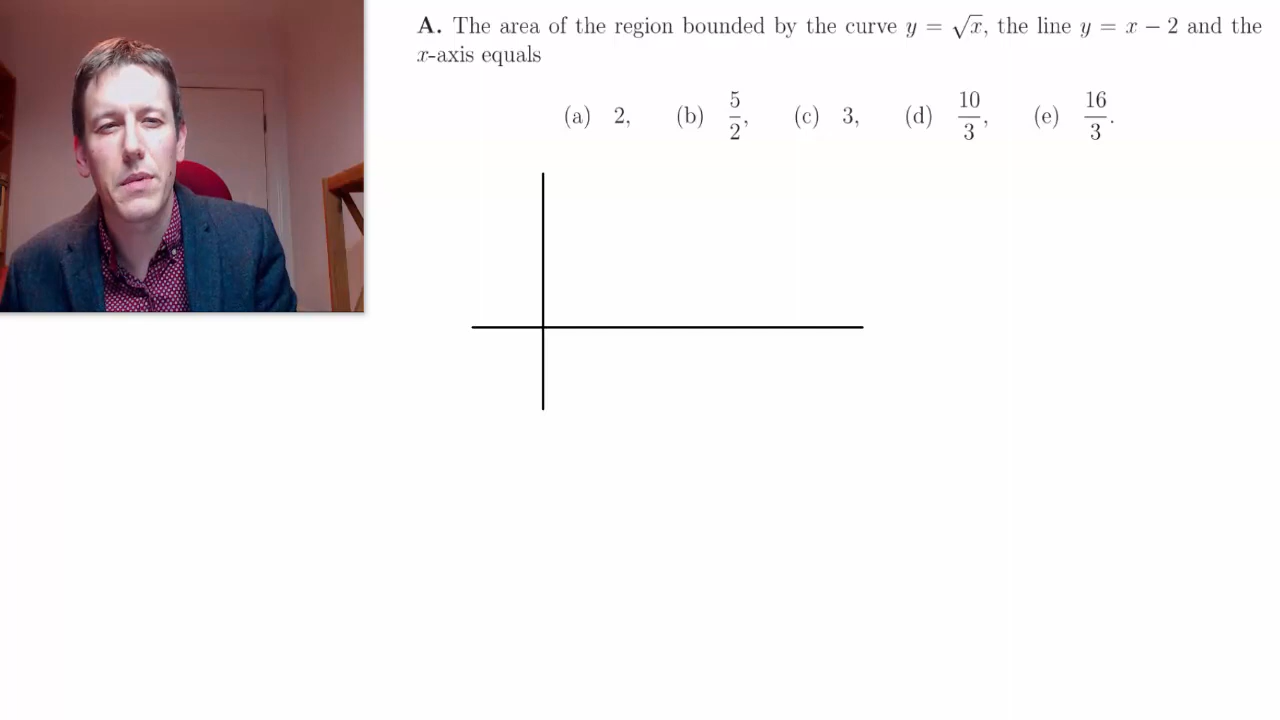 A. The area of the region bounded by the curve y = √x, the line y = x − 2 and the
x-axis equals
(a) 2, (b) 5/2, (c) 3, (d) 10/3, (e) 16/3.